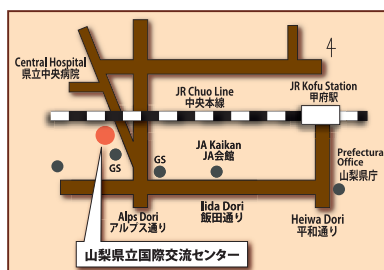 Central Hospital
県立中央病院
JR Chuo Line
中央本線
JR Kofu Station
甲府駅
JA Kaikan
JA会館
GS
GS
Prefectural
Office
山梨県庁
Alps Dori
アルプス通り
Iida Dori
飯田通り
Heiwa Dori
平和通り
山梨県立国際交流センター